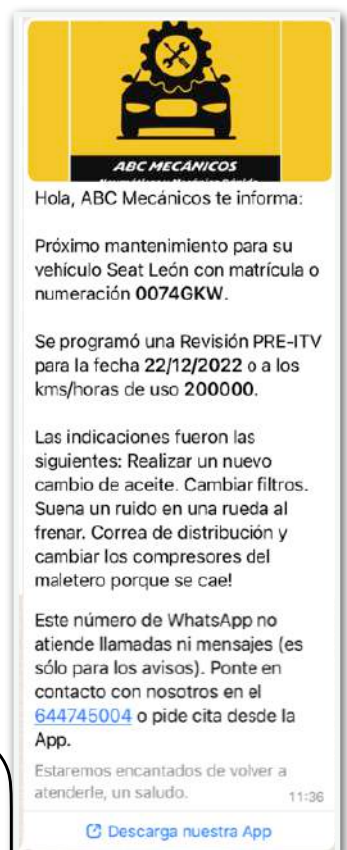 ABC MECÁNICOS
Hola, ABC Mecánicos te informa:
Próximo mantenimiento para su
vehículo Seat León con matrícula o
numeración 0074GKW.
Se programó una Revisión PRE-ITV
para la fecha 22/12/2022 o a los
kms/horas de uso 200000.
Las indicaciones fueron las
siguientes: Realizar un nuevo
cambio de aceite. Cambiar filtros.
Suena un ruido en una rueda al
frenar. Correa de distribución y
cambiar los compresores del
maletero porque se cae!
Este número de WhatsApp no
atiende llamadas ni mensajes (es
sólo para los avisos). Ponte en
contacto con nosotros en el
644745004 o pide cita desde la
App.
Estaremos encantados de volver a
atenderle, un saludo.
11:36
Descarga nuestra App